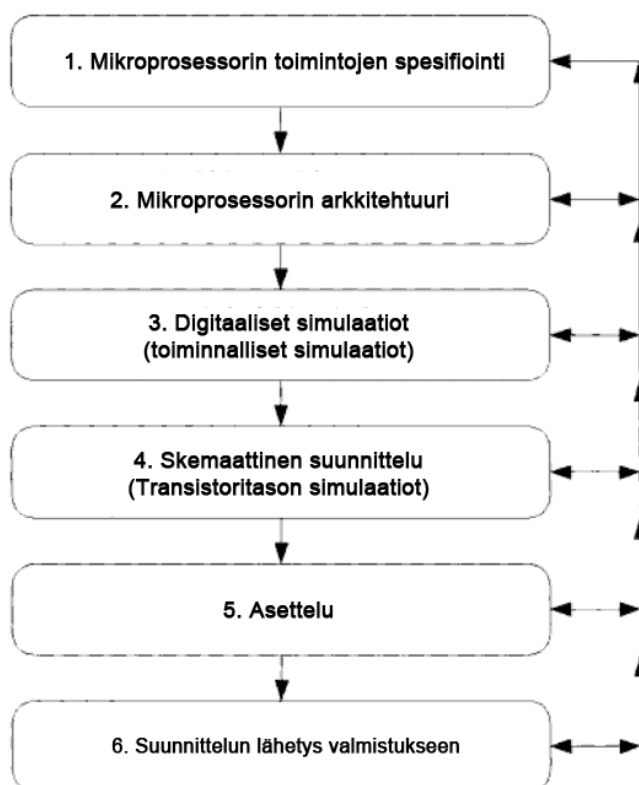 1. Mikroprosessorin toimintojen spesifiointi
2. Mikroprosessorin arkkitehtuuri
3. Digitaaliset simulaatiot
(toiminnalliset simulaatiot)
4. Skemaattinen suunnittelu
(Transistoritason simulaatiot)
5. Asettelu
6. Suunnittelun lähetys valmistukseen